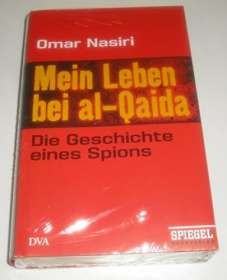 Omar Nasiri
Mein Leben
bei al-Qaida
Die Geschichte
eines Spions
DVA
SPIEGEL